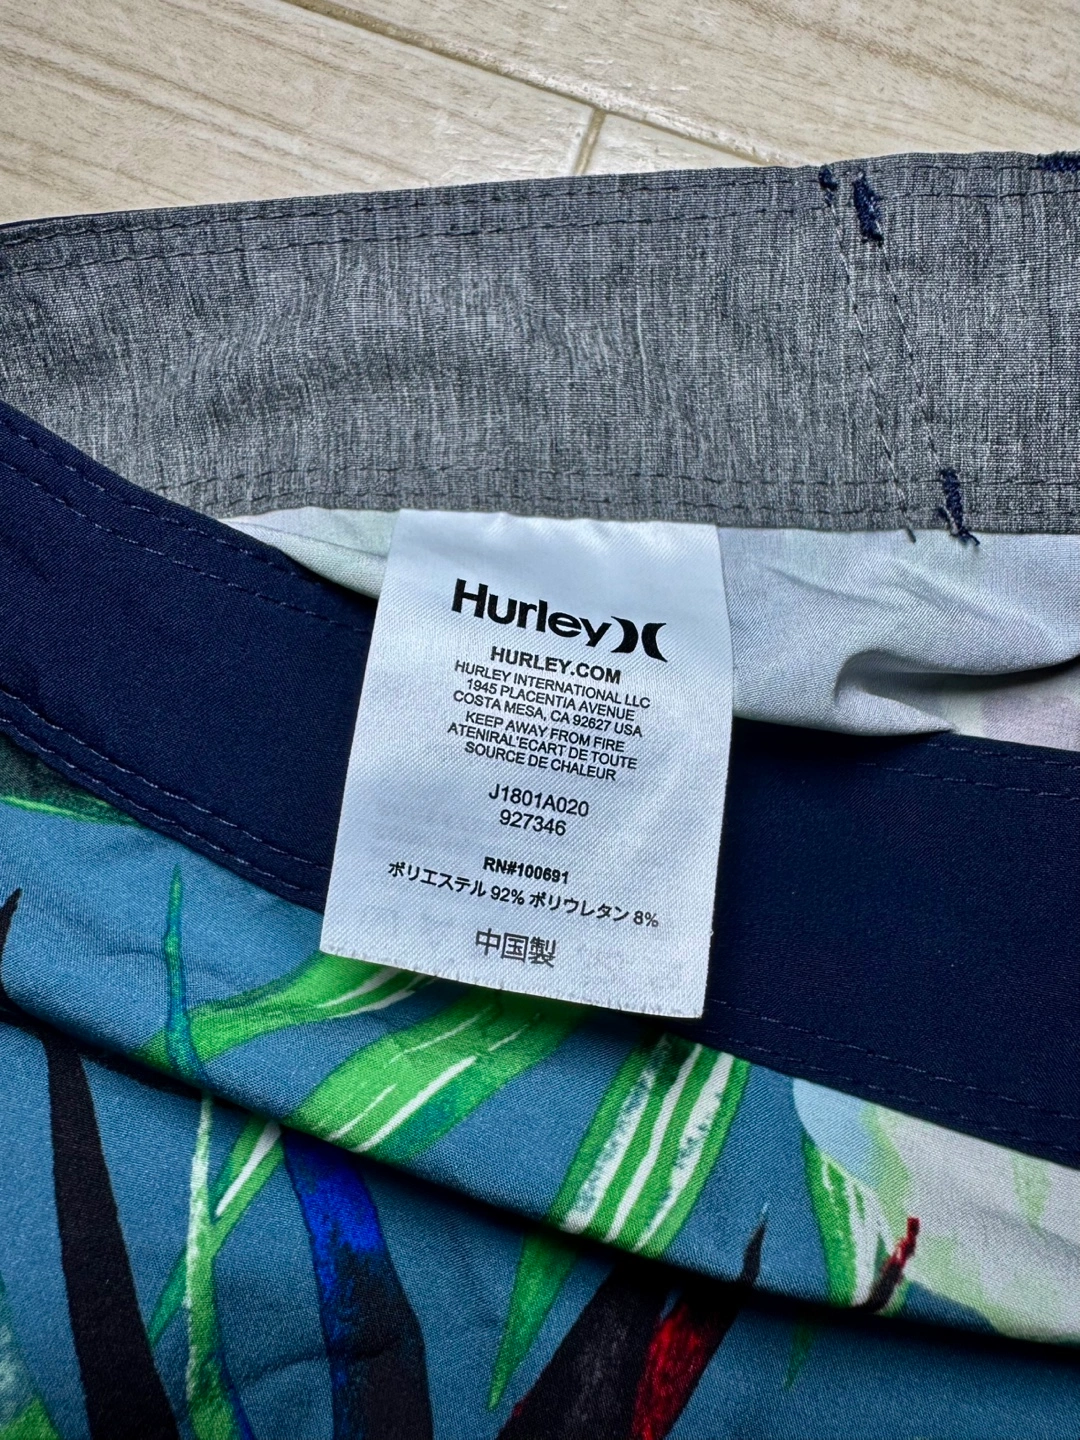 Hurley
HURLEY.COM
HURLEY INTERNATIONAL LLC
1945 PLACENTIA AVENUE
COSTA MESA, CA 92627 USA
KEEP AWAY FROM FIRE
ATENIRAL'ECART DE TOUTE
SOURCE DE CHALEUR
J1801A020
927346
RN#100691
ポリエステル 92% ポリウレタン 8%
中国製